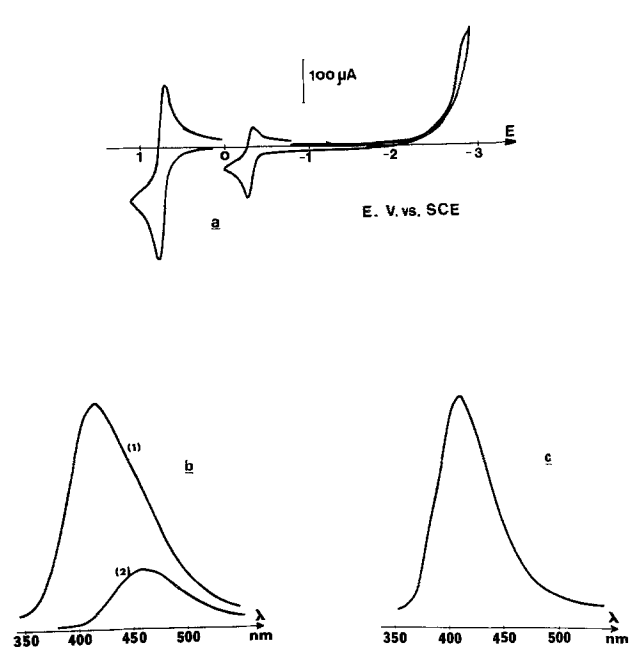 100 µA
E
1 0 -1 -2 -3
a
E. V. vs. SCE
(1)
b
c
(2)
λ
λ
350 400 450 500 nm
350 400 450 500 nm